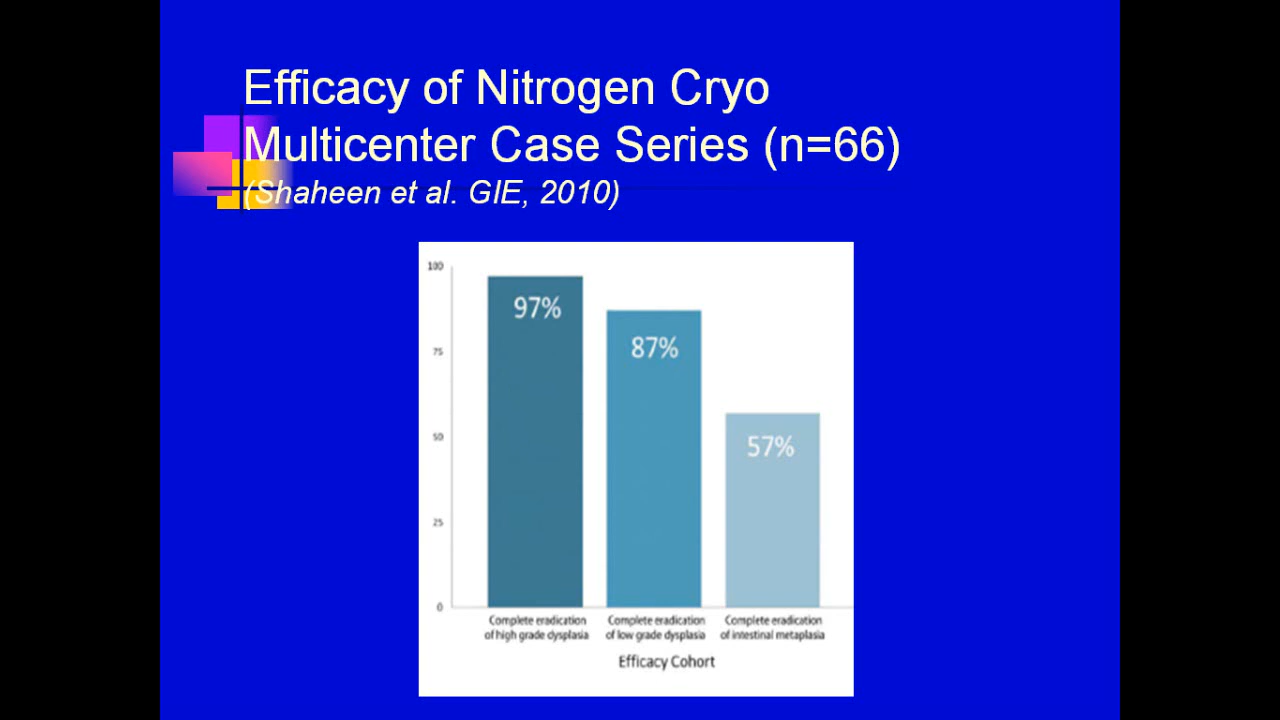 Efficacy of Nitrogen Cryo
Multicenter Case Series (n=66)
(Shaheen et al. GIE, 2010)
100
75
50
25
0
97%
87%
57%
Complete eradication
of high grade dysplasia
Complete eradication
of low grade dysplasia
Complete eradication
of intestinal metaplasia
Efficacy Cohort